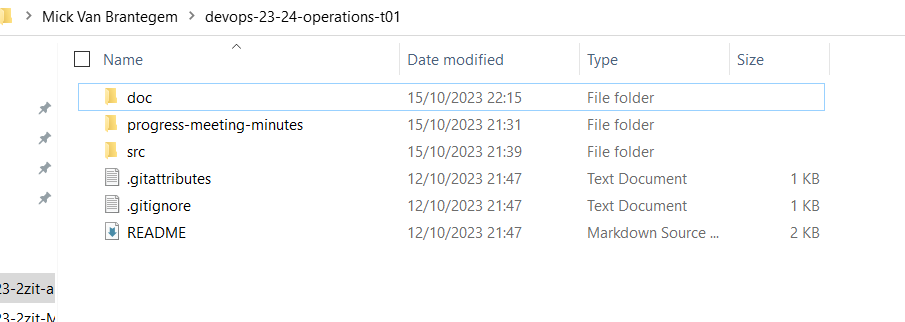 Mick Van Brantegem > devops-23-24-operations-t01
Name Date modified Type Size
doc 15/10/2023 22:15 File folder
progress-meeting-minutes 15/10/2023 21:31 File folder
src 15/10/2023 21:39 File folder
.gitattributes 12/10/2023 21:47 Text Document 1 KB
.gitignore 12/10/2023 21:47 Text Document 1 KB
README 12/10/2023 21:47 Markdown Source ... 2 KB
23-2zit-a
23-2zit-M